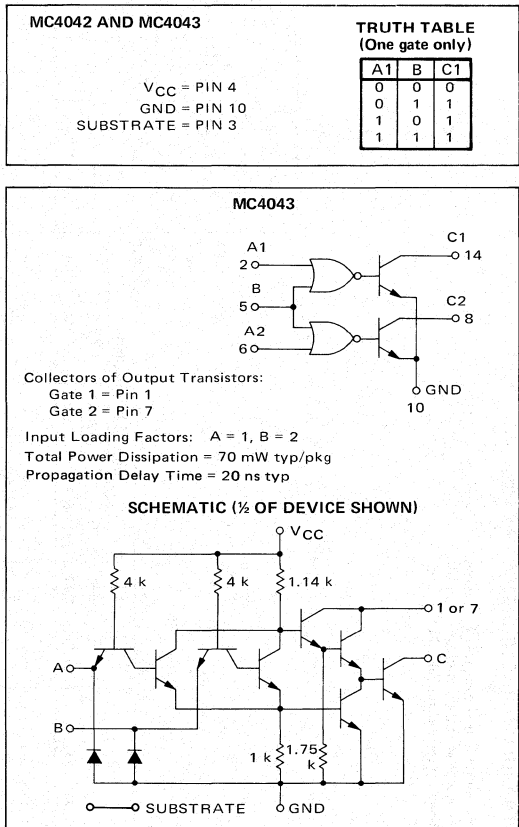 MC4042 AND MC4043
TRUTH TABLE
(One gate only)
VCC = PIN 4
GND = PIN 10
SUBSTRATE = PIN 3
A1 B C1
0 0 0
0 1 1
1 0 1
1 1 1
MC4043
A1
2
B
5
A2
6
C1
14
C2
8
GND
10
Collectors of Output Transistors:
Gate 1 = Pin 1
Gate 2 = Pin 7
Input Loading Factors: A = 1, B = 2
Total Power Dissipation = 70 mW typ/pkg
Propagation Delay Time = 20 ns typ
SCHEMATIC (½ OF DEVICE SHOWN)
VCC
4 k
4 k
1.14 k
1 or 7
A
C
B
1 k
1.75
k
SUBSTRATE
GND